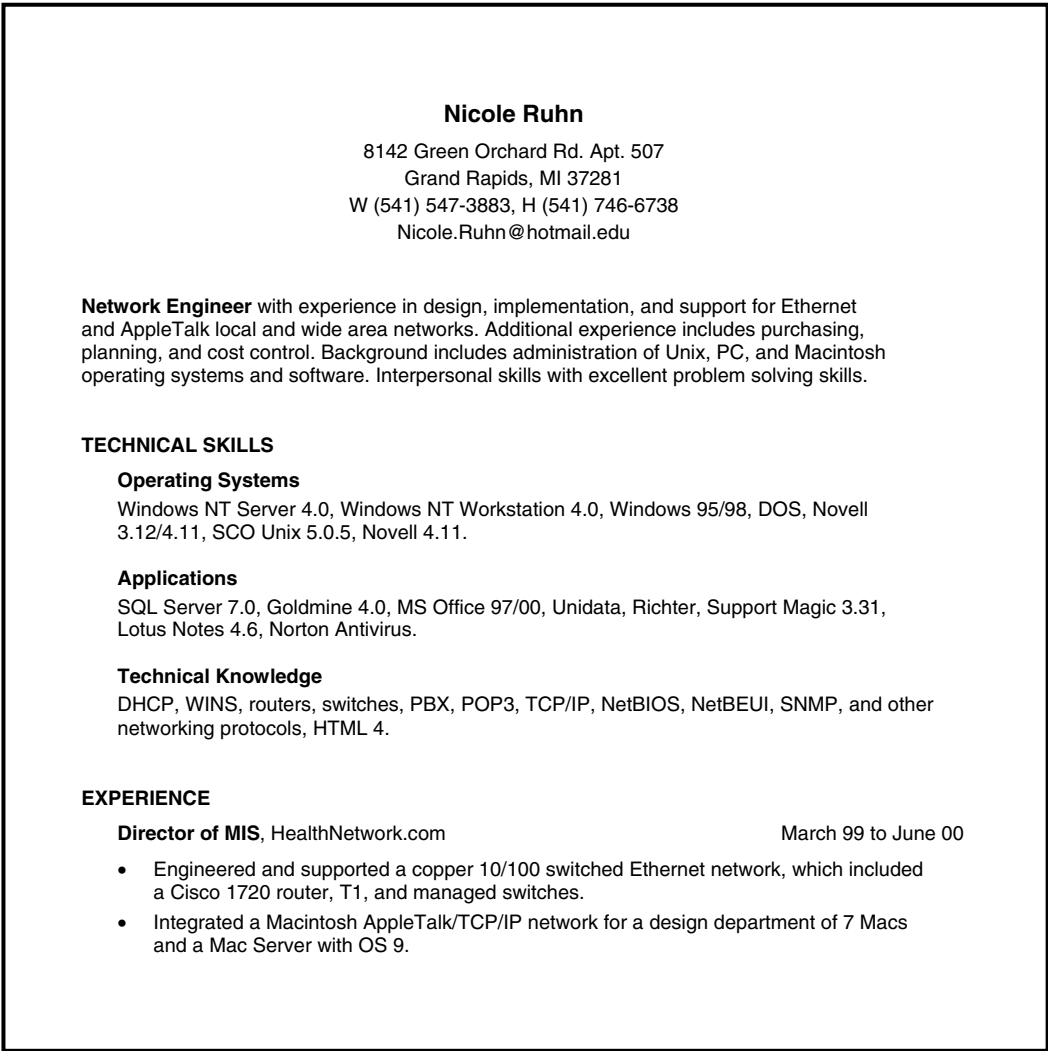 Nicole Ruhn
8142 Green Orchard Rd. Apt. 507
Grand Rapids, MI 37281
W (541) 547-3883, H (541) 746-6738
Nicole.Ruhn@hotmail.edu
Network Engineer with experience in design, implementation, and support for Ethernet
and AppleTalk local and wide area networks. Additional experience includes purchasing,
planning, and cost control. Background includes administration of Unix, PC, and Macintosh
operating systems and software. Interpersonal skills with excellent problem solving skills.
TECHNICAL SKILLS
Operating Systems
Windows NT Server 4.0, Windows NT Workstation 4.0, Windows 95/98, DOS, Novell
3.12/4.11, SCO Unix 5.0.5, Novell 4.11.
Applications
SQL Server 7.0, Goldmine 4.0, MS Office 97/00, Unidata, Richter, Support Magic 3.31,
Lotus Notes 4.6, Norton Antivirus.
Technical Knowledge
DHCP, WINS, routers, switches, PBX, POP3, TCP/IP, NetBIOS, NetBEUI, SNMP, and other
networking protocols, HTML 4.
EXPERIENCE
Director of MIS, HealthNetwork.com March 99 to June 00
• Engineered and supported a copper 10/100 switched Ethernet network, which included
a Cisco 1720 router, T1, and managed switches.
• Integrated a Macintosh AppleTalk/TCP/IP network for a design department of 7 Macs
and a Mac Server with OS 9.